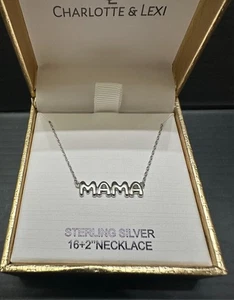 CHARLOTTE & LEXI
MAMA
STERLING SILVER
16+2" NECKLACE